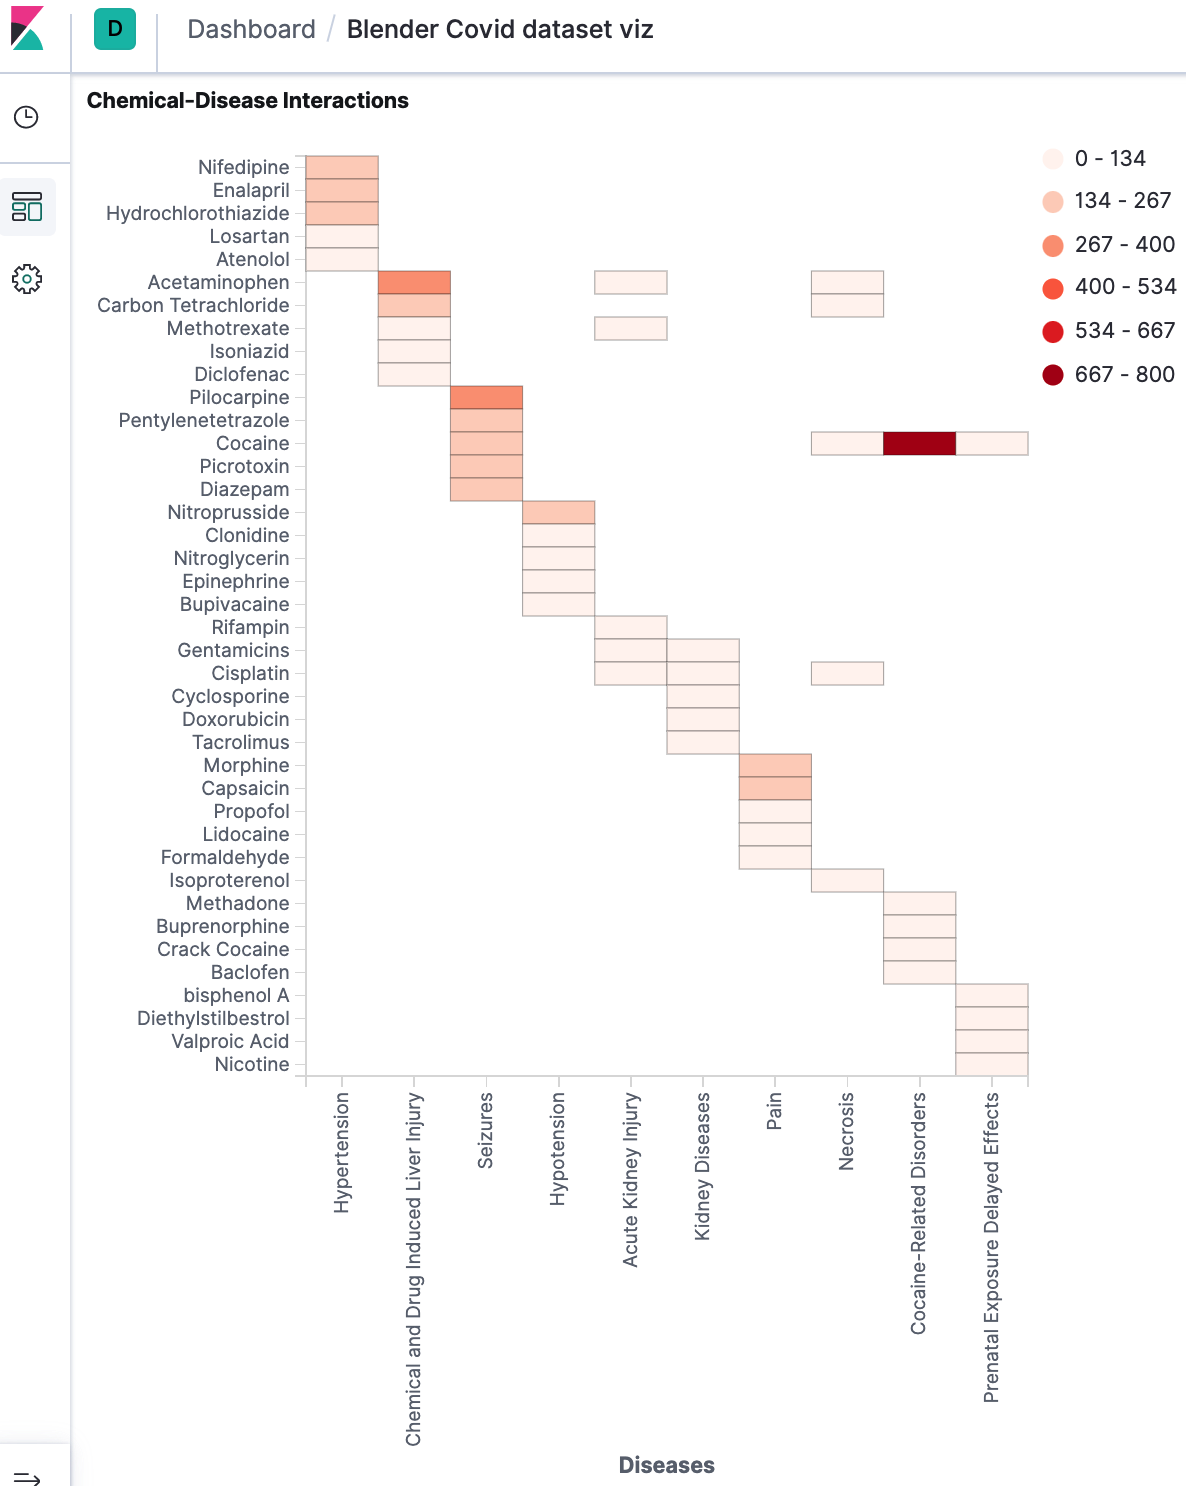 D
Dashboard / Blender Covid dataset viz
Chemical-Disease Interactions
0 - 134
134 - 267
267 - 400
400 - 534
534 - 667
667 - 800
Nifedipine
Enalapril
Hydrochlorothiazide
Losartan
Atenolol
Acetaminophen
Carbon Tetrachloride
Methotrexate
Isoniazid
Diclofenac
Pilocarpine
Pentylenetetrazole
Cocaine
Picrotoxin
Diazepam
Nitroprusside
Clonidine
Nitroglycerin
Epinephrine
Bupivacaine
Rifampin
Gentamicins
Cisplatin
Cyclosporine
Doxorubicin
Tacrolimus
Morphine
Capsaicin
Propofol
Lidocaine
Formaldehyde
Isoproterenol
Methadone
Buprenorphine
Crack Cocaine
Baclofen
bisphenol A
Diethylstilbestrol
Valproic Acid
Nicotine
Hypertension
Chemical and Drug Induced Liver Injury
Seizures
Hypotension
Acute Kidney Injury
Kidney Diseases
Pain
Necrosis
Cocaine-Related Disorders
Prenatal Exposure Delayed Effects
Diseases